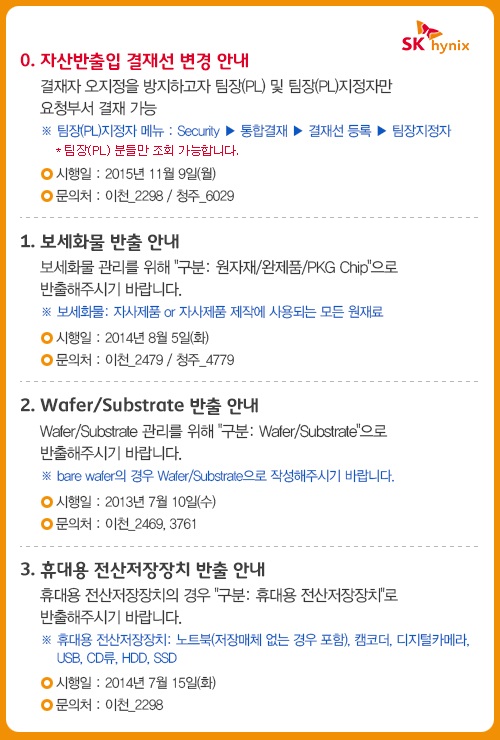 SK hynix
0. 자산반출입 결재선 변경 안내
결재자 오지정을 방지하고자 팀장(PL) 및 팀장(PL)지정자만
요청부서 결재 가능
※ 팀장(PL)지정자 메뉴 : Security ▶ 통합결재 ▶ 결재선 등록 ▶ 팀장지정자
* 팀장(PL) 분들만 조회 가능합니다.
시행일 : 2015년 11월 9일(월)
문의처 : 이천_2298 / 청주_6029
1. 보세화물 반출 안내
보세화물 관리를 위해 "구분: 원자재/완제품/PKG Chip"으로
반출해주시기 바랍니다.
※ 보세화물: 자사제품 or 자사제품 제작에 사용되는 모든 원재료
시행일 : 2014년 8월 5일(화)
문의처 : 이천_2479 / 청주_4779
2. Wafer/Substrate 반출 안내
Wafer/Substrate 관리를 위해 "구분: Wafer/Substrate"으로
반출해주시기 바랍니다.
※ bare wafer의 경우 Wafer/Substrate으로 작성해주시기 바랍니다.
시행일 : 2013년 7월 10일(수)
문의처 : 이천_2469, 3761
3. 휴대용 전산저장장치 반출 안내
휴대용 전산저장장치의 경우 "구분: 휴대용 전산저장장치"로
반출해주시기 바랍니다.
※ 휴대용 전산저장장치: 노트북(저장매체 없는 경우 포함), 캠코더, 디지털카메라,
USB, CD류, HDD, SSD
시행일 : 2014년 7월 15일(화)
문의처 : 이천_2298